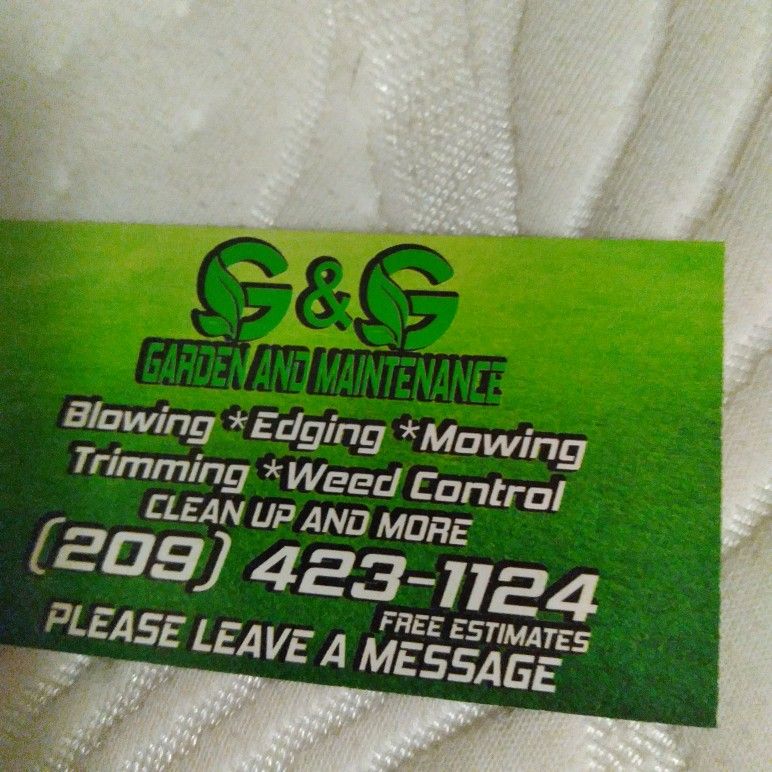 G&G
GARDEN AND MAINTENANCE
Blowing *Edging *Mowing
Trimming *Weed Control
CLEAN UP AND MORE
(209) 423-1124
FREE ESTIMATES
PLEASE LEAVE A MESSAGE